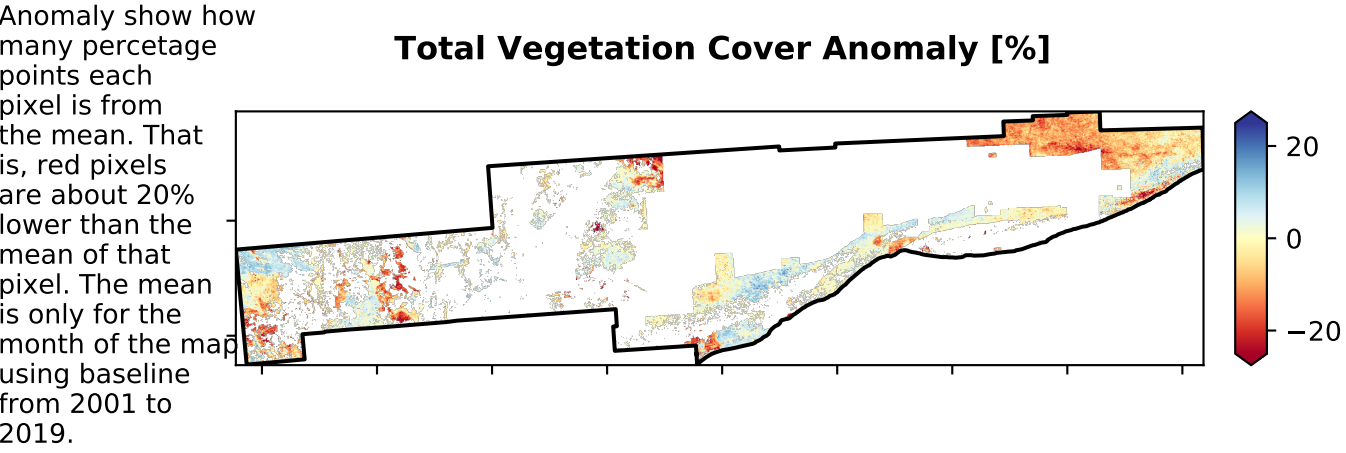 Anomaly show how
many percetage
points each
pixel is from
the mean. That
is, red pixels
are about 20%
lower than the
mean of that
pixel. The mean
is only for the
month of the map
using baseline
from 2001 to
2019.
Total Vegetation Cover Anomaly [%]
20
0
−20